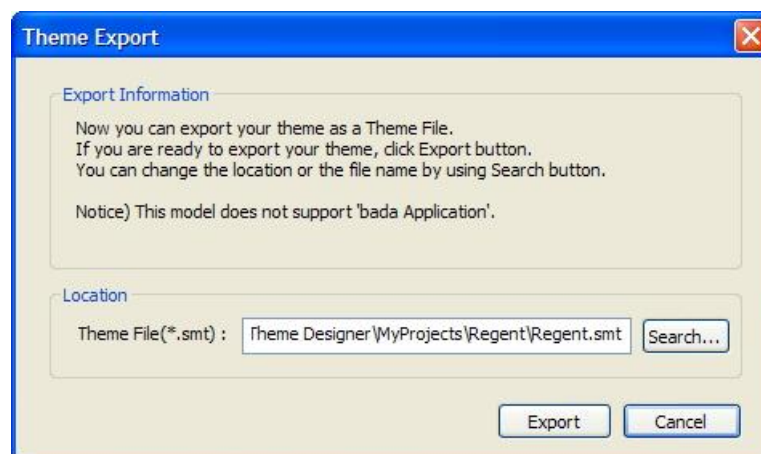 Theme Export
Export Information
Now you can export your theme as a Theme File.
If you are ready to export your theme, click Export button.
You can change the location or the file name by using Search button.
Notice) This model does not support 'bada Application'.
Location
Theme File(*.smt) : Theme Designer\MyProjects\Regent\Regent.smt Search...
Export Cancel